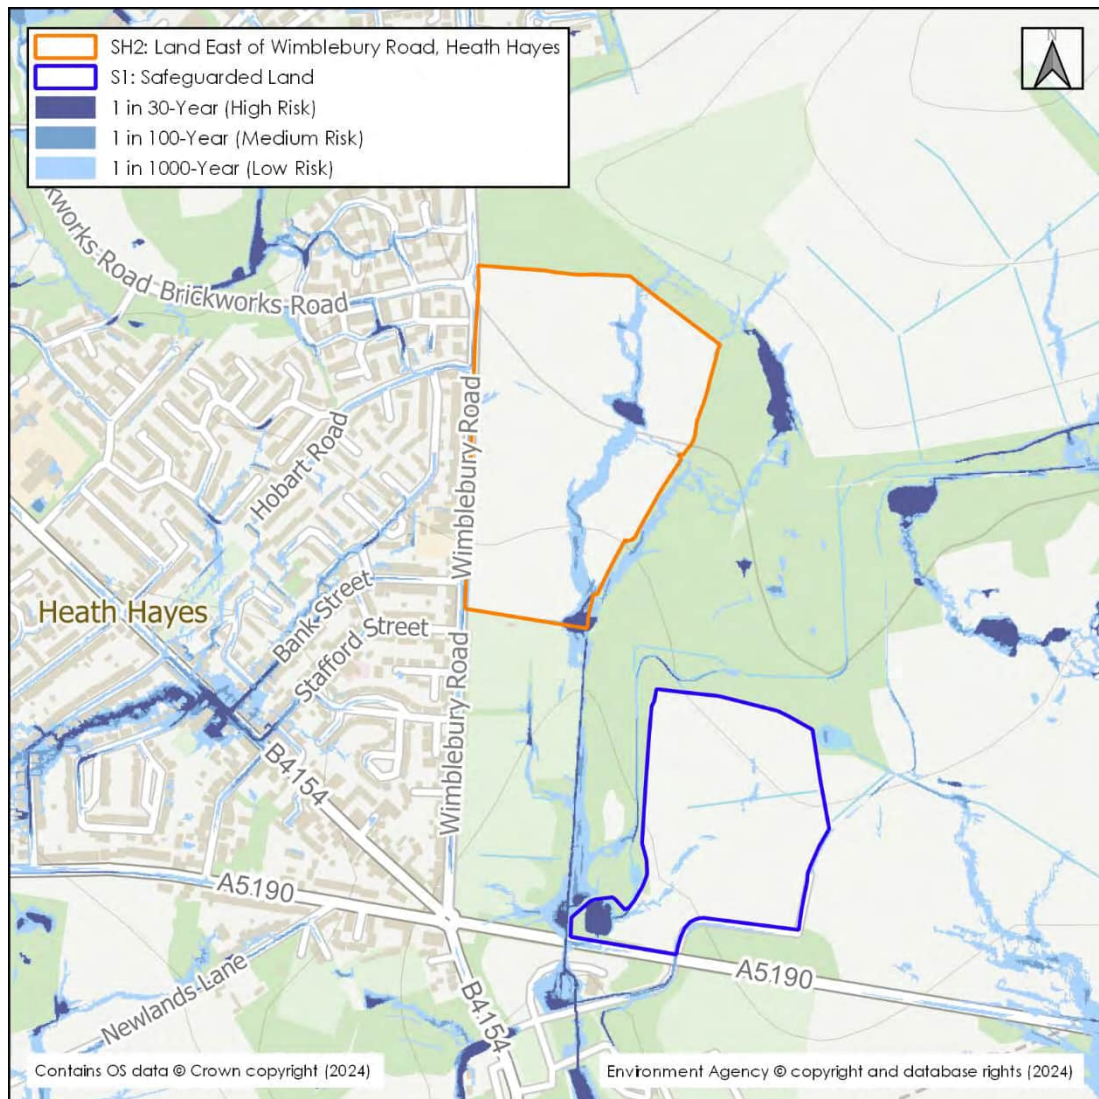 SH2: Land East of Wimblebury Road, Heath Hayes
S1: Safeguarded Land
1 in 30-Year (High Risk)
1 in 100-Year (Medium Risk)
1 in 1000-Year (Low Risk)
N
kworks Road
Brickworks Road
Wimblebury Road
Hobart Road
Wimblebury Road
Heath Hayes
Bank Street
Stafford Street
Wimblebury Road
B4154
A5190
A5190
Newlands Lane
B4154
Contains OS data © Crown copyright (2024)
Environment Agency © copyright and database rights (2024)